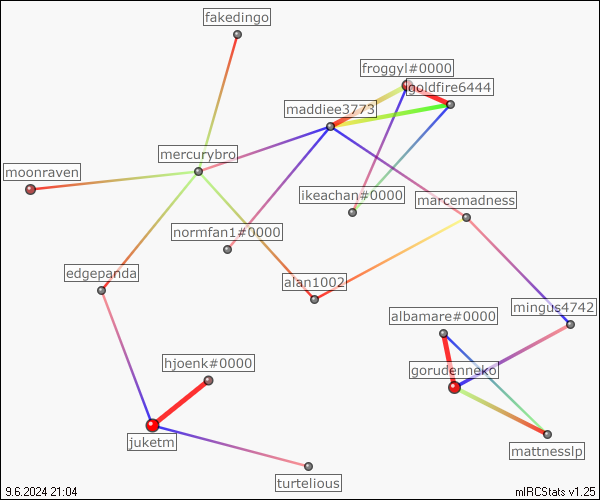 fakedingo
froggyl#0000
goldfire6444
maddiee3773
mercurybro
moonraven
ikeachan#0000
marcemadness
normfan1#0000
edgepanda
alan1002
albamare#0000
mingus4742
hjoenk#0000
gorudenneko
juketm
mattnesslp
turtelious
9.6.2024 21:04
mIRCStats v1.25